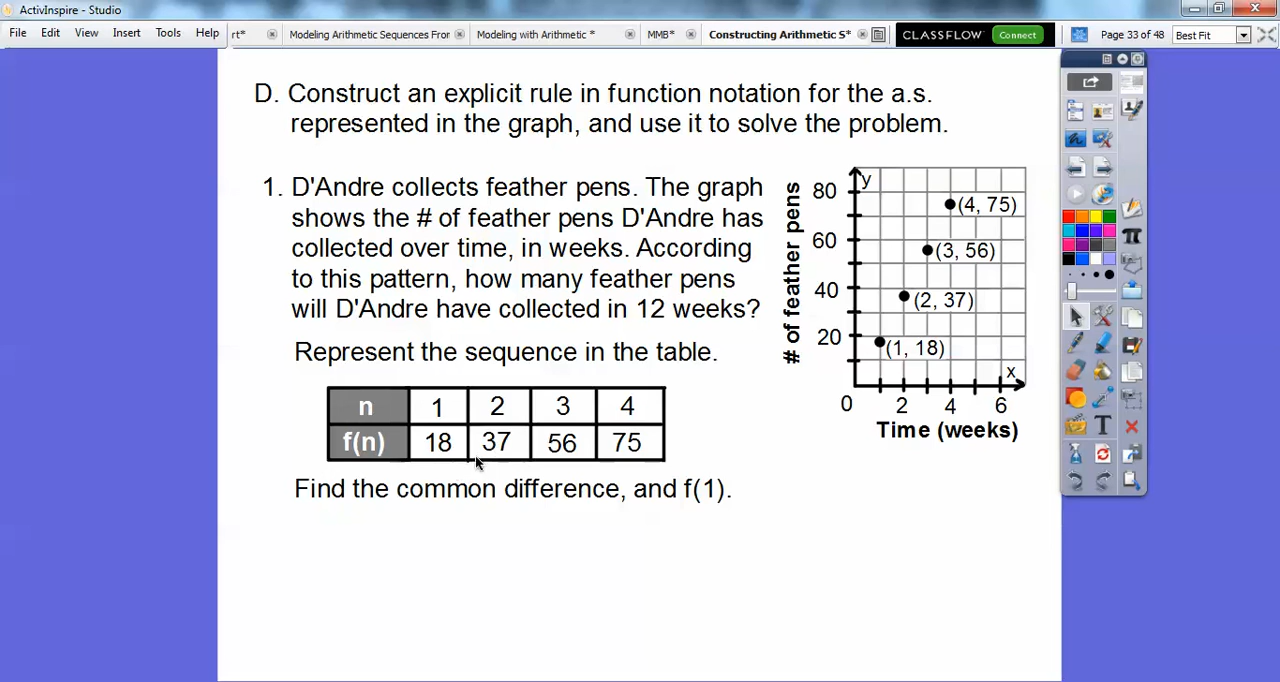 ActivInspire - Studio
File Edit View Insert Tools Help
rt* Modeling Arithmetic Sequences Fror Modeling with Arithmetic * MMB* Constructing Arithmetic S* CLASSFLOW Connect Page 33 of 48 Best Fit
D. Construct an explicit rule in function notation for the a.s.
represented in the graph, and use it to solve the problem.
1. D'Andre collects feather pens. The graph
shows the # of feather pens D'Andre has
collected over time, in weeks. According
to this pattern, how many feather pens
will D'Andre have collected in 12 weeks?
Represent the sequence in the table.
n 1 2 3 4
f(n) 18 37 56 75
Find the common difference, and f(1).
# of feather pens
y
80 (4, 75)
60 (3, 56)
40 (2, 37)
20 (1, 18)
x
0 2 4 6
Time (weeks)